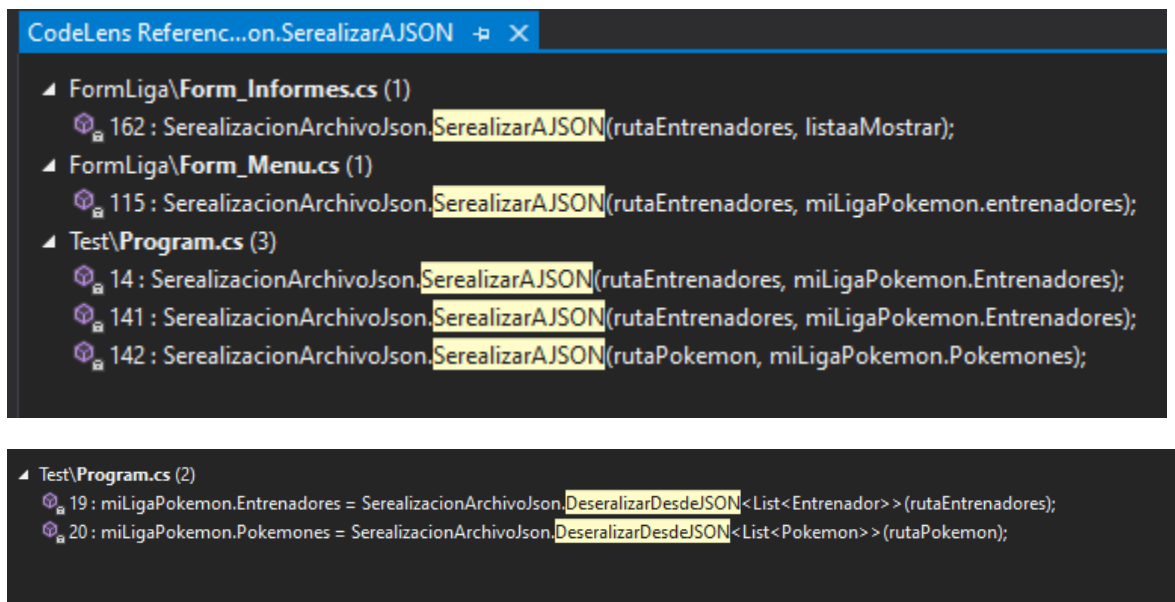 CodeLens Referenc...on.SerealizarAJSON
FormLiga\Form_Informes.cs (1)
162 : SerealizacionArchivoJson.SerealizarAJSON(rutaEntrenadores, listaaMostrar);
FormLiga\Form_Menu.cs (1)
115 : SerealizacionArchivoJson.SerealizarAJSON(rutaEntrenadores, miLigaPokemon.entrenadores);
Test\Program.cs (3)
14 : SerealizacionArchivoJson.SerealizarAJSON(rutaEntrenadores, miLigaPokemon.Entrenadores);
141 : SerealizacionArchivoJson.SerealizarAJSON(rutaEntrenadores, miLigaPokemon.Entrenadores);
142 : SerealizacionArchivoJson.SerealizarAJSON(rutaPokemon, miLigaPokemon.Pokemones);
Test\Program.cs (2)
19 : miLigaPokemon.Entrenadores = SerealizacionArchivoJson.DeseralizarDesdeJSON<List<Entrenador>>(rutaEntrenadores);
20 : miLigaPokemon.Pokemones = SerealizacionArchivoJson.DeseralizarDesdeJSON<List<Pokemon>>(rutaPokemon);